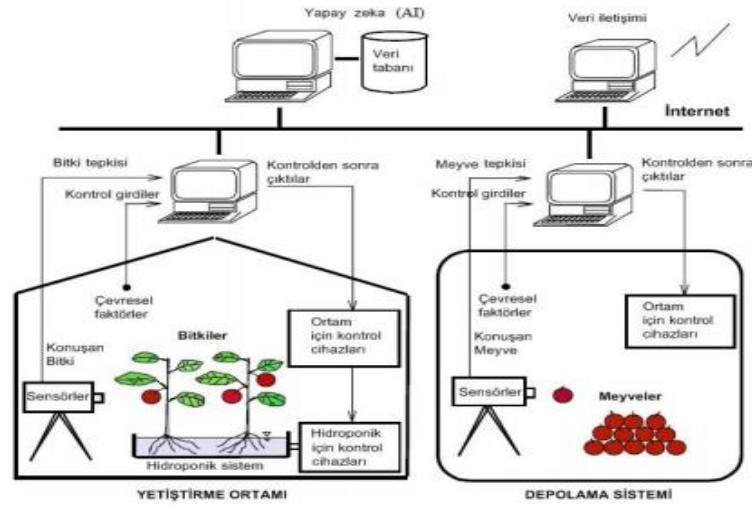 Yapay zeka (AI)
Veri iletişimi
Veri
tabanı
İnternet
Bitki tepkisi
Kontrol girdiler
Kontrolden sonra
çıktılar
Meyve tepkisi
Kontrol girdiler
Kontrolden sonra
çıktılar
Çevresel
faktörler
Konuşan
Bitki
Sensörler
Bitkiler
Ortam
için kontrol
cihazları
Hidroponik
için kontrol
cihazları
Hidroponik sistem
YETİŞTİRME ORTAMI
Çevresel
faktörler
Konuşan
Meyve
Sensörler
Meyveler
Ortam
için kontrol
cihazları
DEPOLAMA SİSTEMİ